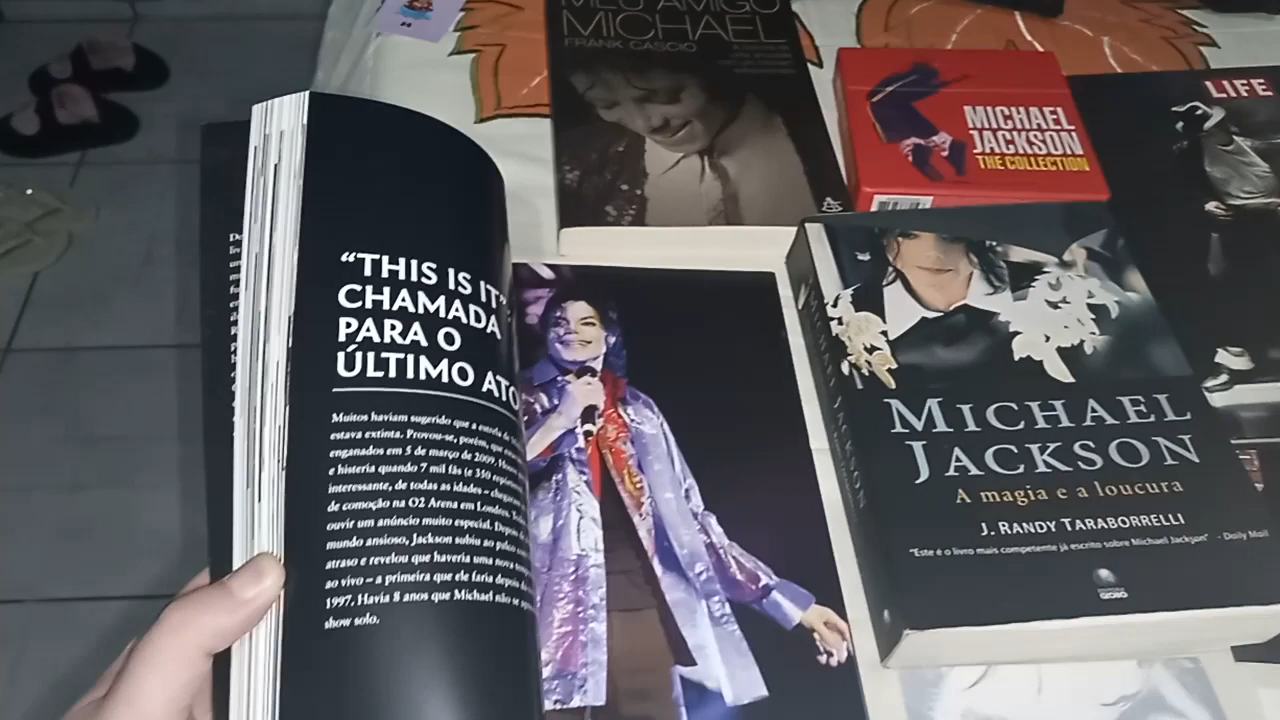 MEU AMIGO
MICHAEL
FRANK CASCIO
LIFE
MICHAEL
JACKSON
THE COLLECTION
"THIS IS IT"
CHAMADA
PARA O
ÚLTIMO ATO
Muitos haviam sugerido que a estrela de
estava extinta. Provou-se, porém, que
enganados em 5 de março de 2009.
e histeria quando 7 mil fãs (e 350
interessante, de todas as idades – 
de comoção na O2 Arena em Londres.
ouvir um anúncio muito especial. Depois
mundo ansioso, Jackson subiu ao palco
atraso e revelou que haveria uma nova
ao vivo – a primeira que ele faria depois
1997. Havia 8 anos que Michael não se
show solo.
MICHAEL
JACKSON
A magia e a loucura
J. RANDY TARABORRELLI
"Este é o livro mais competente já escrito sobre Michael Jackson" - Daily Mail
EDITORA
GLOBO